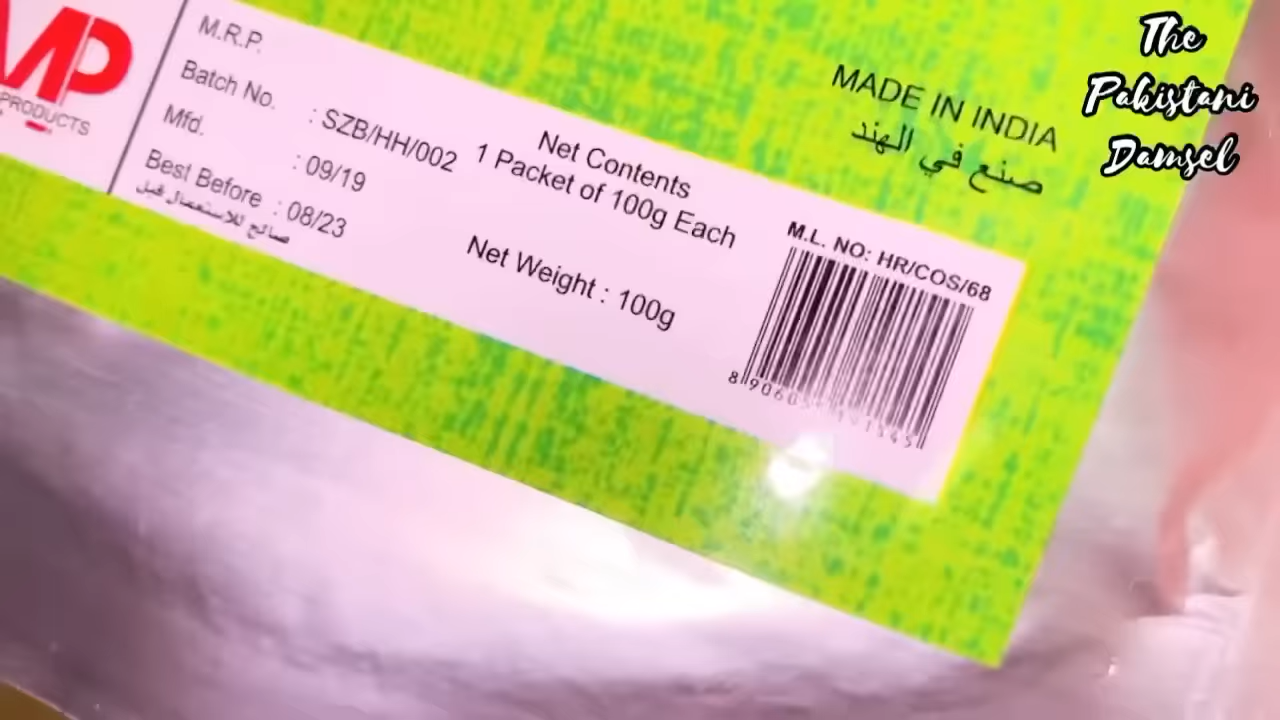 MP
PRODUCTS
M.R.P.
Batch No. : SZB/HH/002
Mfd. : 09/19
Best Before : 08/23
صالح للاستعمال قبل
Net Contents
1 Packet of 100g Each
Net Weight : 100g
MADE IN INDIA
صنع في الهند
M.L. NO: HR/COS/68
The
Pakistani
Damsel